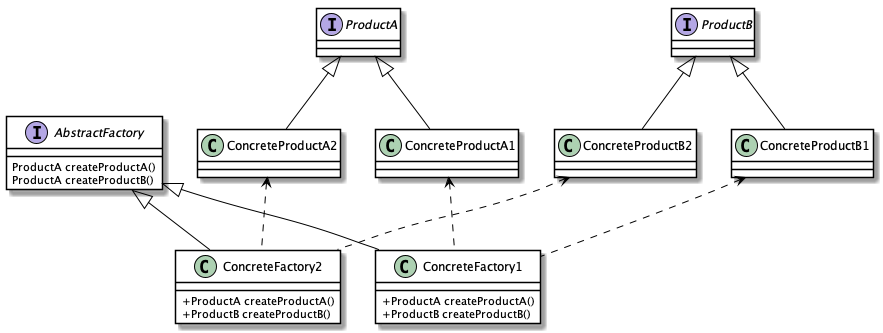 I ProductA
I ProductB
I AbstractFactory
ProductA createProductA()
ProductA createProductB()
C ConcreteProductA2
C ConcreteProductA1
C ConcreteProductB2
C ConcreteProductB1
C ConcreteFactory2
+ProductA createProductA()
+ProductB createProductB()
C ConcreteFactory1
+ProductA createProductA()
+ProductB createProductB()